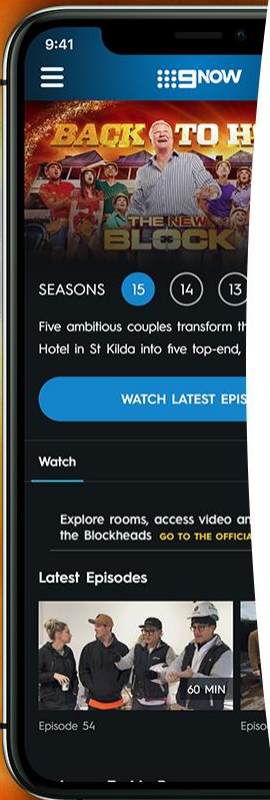 9:41
9NOW
BACK TO H
THE NEW
BLOCK
SEASONS 15 14 13
Five ambitious couples transform th
Hotel in St Kilda into five top-end,
WATCH LATEST EPIS
Watch
Explore rooms, access video an
the Blockheads GO TO THE OFFICIA
Latest Episodes
60 MIN
Episode 54 Episo